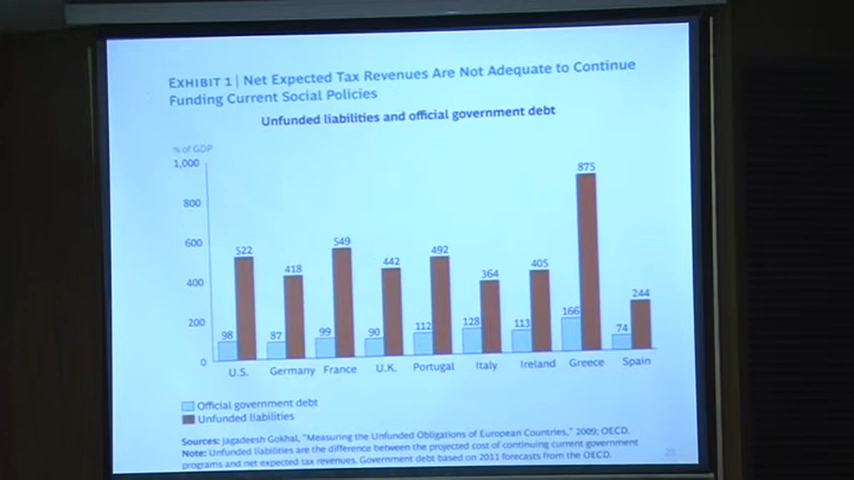 EXHIBIT 1 | Net Expected Tax Revenues Are Not Adequate to Continue
Funding Current Social Policies
Unfunded liabilities and official government debt
% of GDP
1,000
800
600
400
200
0
98 522
87 418
99 549
90 442
112 492
128 364
113 405
166 875
74 244
U.S. Germany France U.K. Portugal Italy Ireland Greece Spain
Official government debt
Unfunded liabilities
Sources: Jagadeesh Gokhal, "Measuring the Unfunded Obligations of European Countries," 2009; OECD.
Note: Unfunded liabilities are the difference between the projected cost of continuing current government
programs and net expected tax revenues. Government debt based on 2011 forecasts from the OECD.